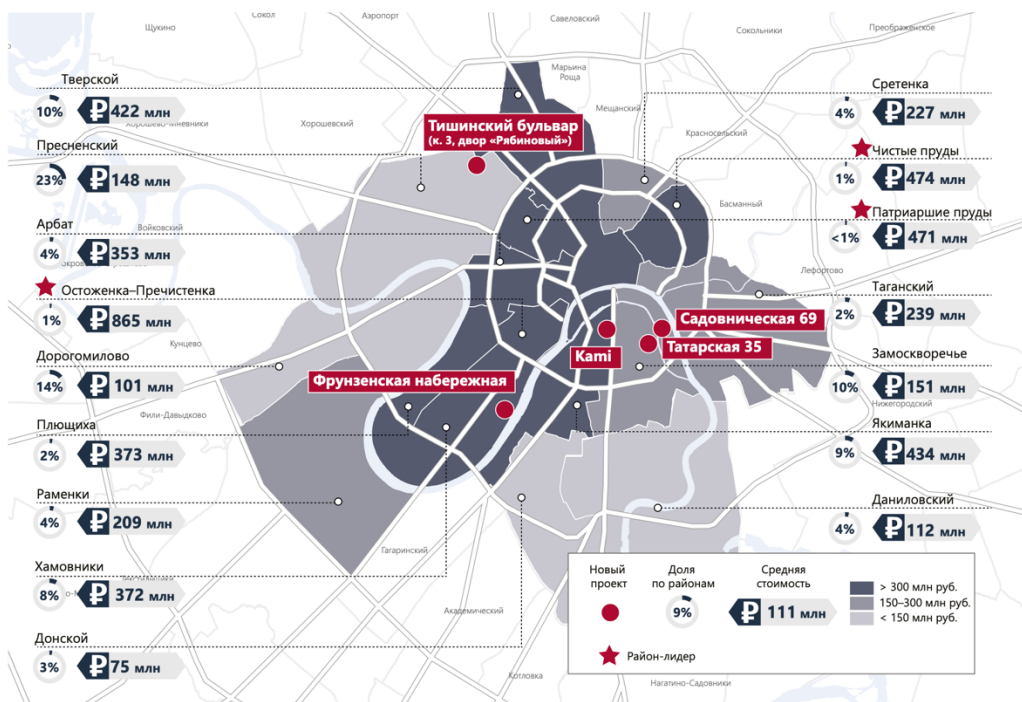 Щукино
Сокол
Аэропорт
Савеловский
Сокольники
Преображенское
Марьина
Роща
Мещанский
Красносельский
Хорошево-Мневники
Хорошевский
Басманный
Войковский
Лефортово
Кунцево
Фили-Давыдково
Нижегородский
Гагаринский
Академический
Котловка
Нагатино-Садовники
Тверской
10%
₽ 422 млн
Пресненский
23%
₽ 148 млн
Арбат
4%
₽ 353 млн
Остоженка–Пречистенка
1%
₽ 865 млн
Дорогомилово
14%
₽ 101 млн
Плющиха
2%
₽ 373 млн
Раменки
4%
₽ 209 млн
Хамовники
8%
₽ 372 млн
Донской
3%
₽ 75 млн
Тишинский бульвар
(к. 3, двор «Рябиновый»)
Садовническая 69
Татарская 35
Kami
Фрунзенская набережная
Сретенка
4%
₽ 227 млн
Чистые пруды
1%
₽ 474 млн
Патриаршие пруды
<1%
₽ 471 млн
Таганский
2%
₽ 239 млн
Замоскворечье
10%
₽ 151 млн
Якиманка
9%
₽ 434 млн
Даниловский
4%
₽ 112 млн
Новый
проект
Доля
по районам
9%
Средняя
стоимость
₽ 111 млн
> 300 млн руб.
150–300 млн руб.
< 150 млн руб.
Район-лидер